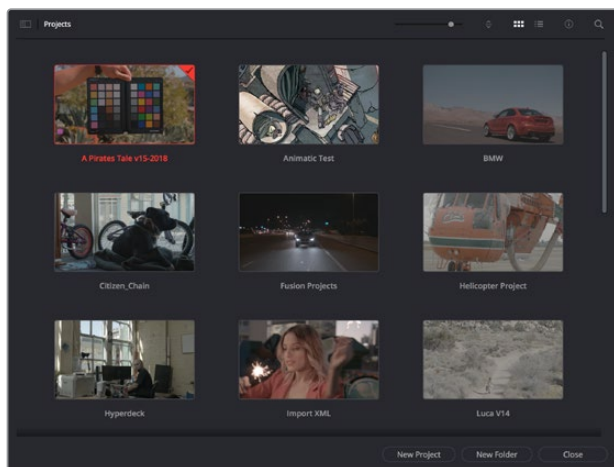 Projects
A Pirates Tale v15-2018
Animatic Test
BMW
Citizen_Chain
Fusion Projects
Helicopter Project
Hyperdeck
Import XML
Luca V14
New Project
New Folder
Close